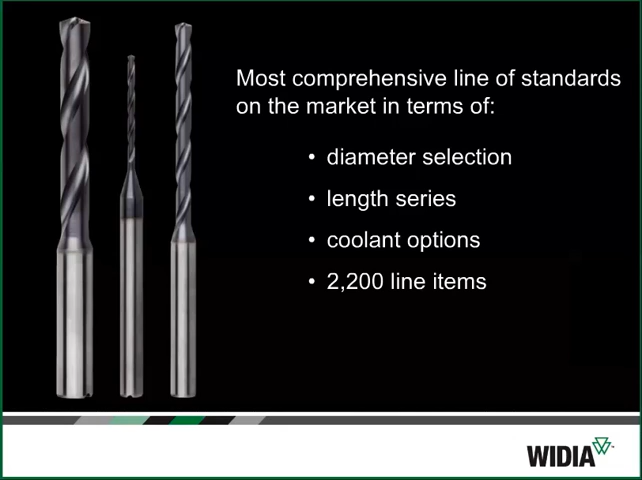 Most comprehensive line of standards
on the market in terms of:
• diameter selection
• length series
• coolant options
• 2,200 line items
WIDIA